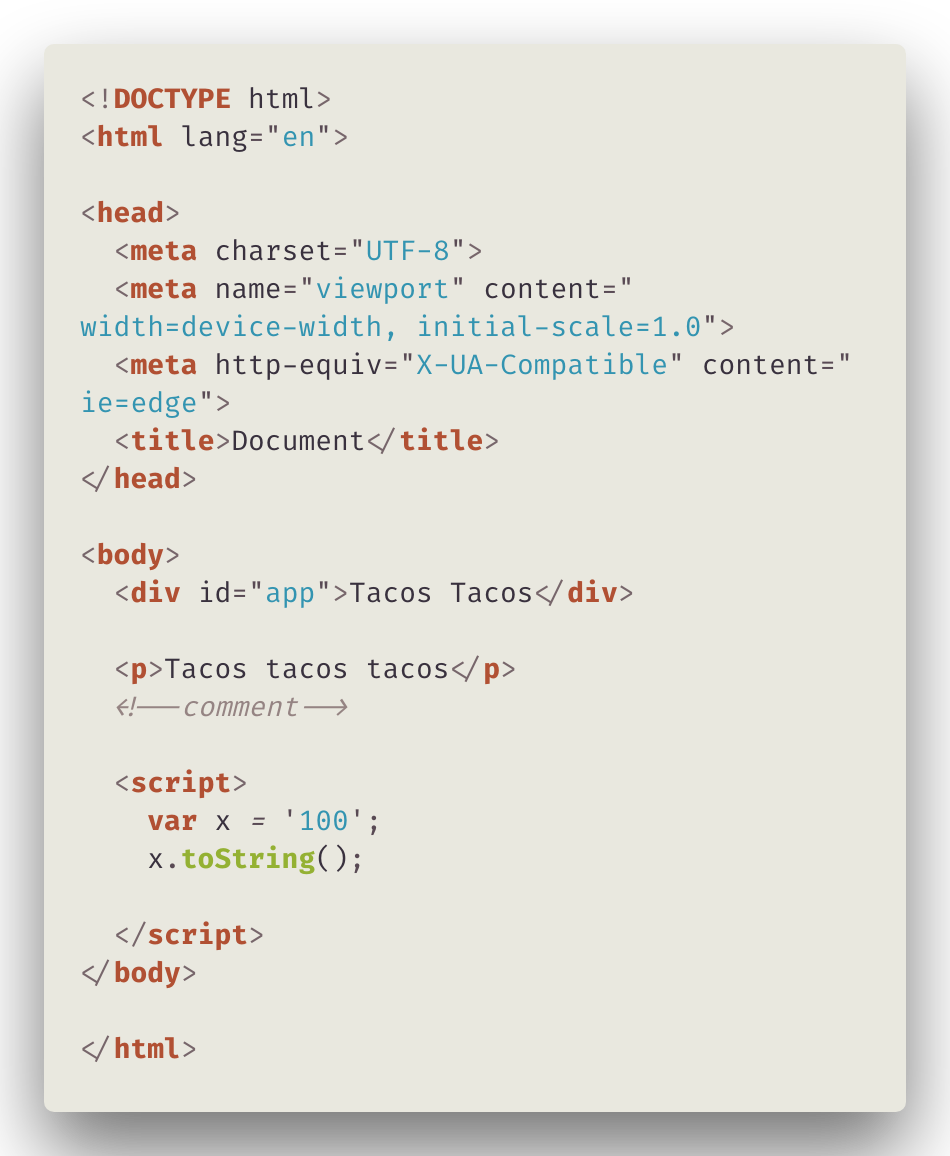 <!DOCTYPE html>
<html lang="en">

<head>
  <meta charset="UTF-8">
  <meta name="viewport" content="
width=device-width, initial-scale=1.0">
  <meta http-equiv="X-UA-Compatible" content="
ie=edge">
  <title>Document</title>
</head>

<body>
  <div id="app">Tacos Tacos</div>

  <p>Tacos tacos tacos</p>
  <!--comment-->

  <script>
    var x = '100';
    x.toString();

  </script>
</body>

</html>